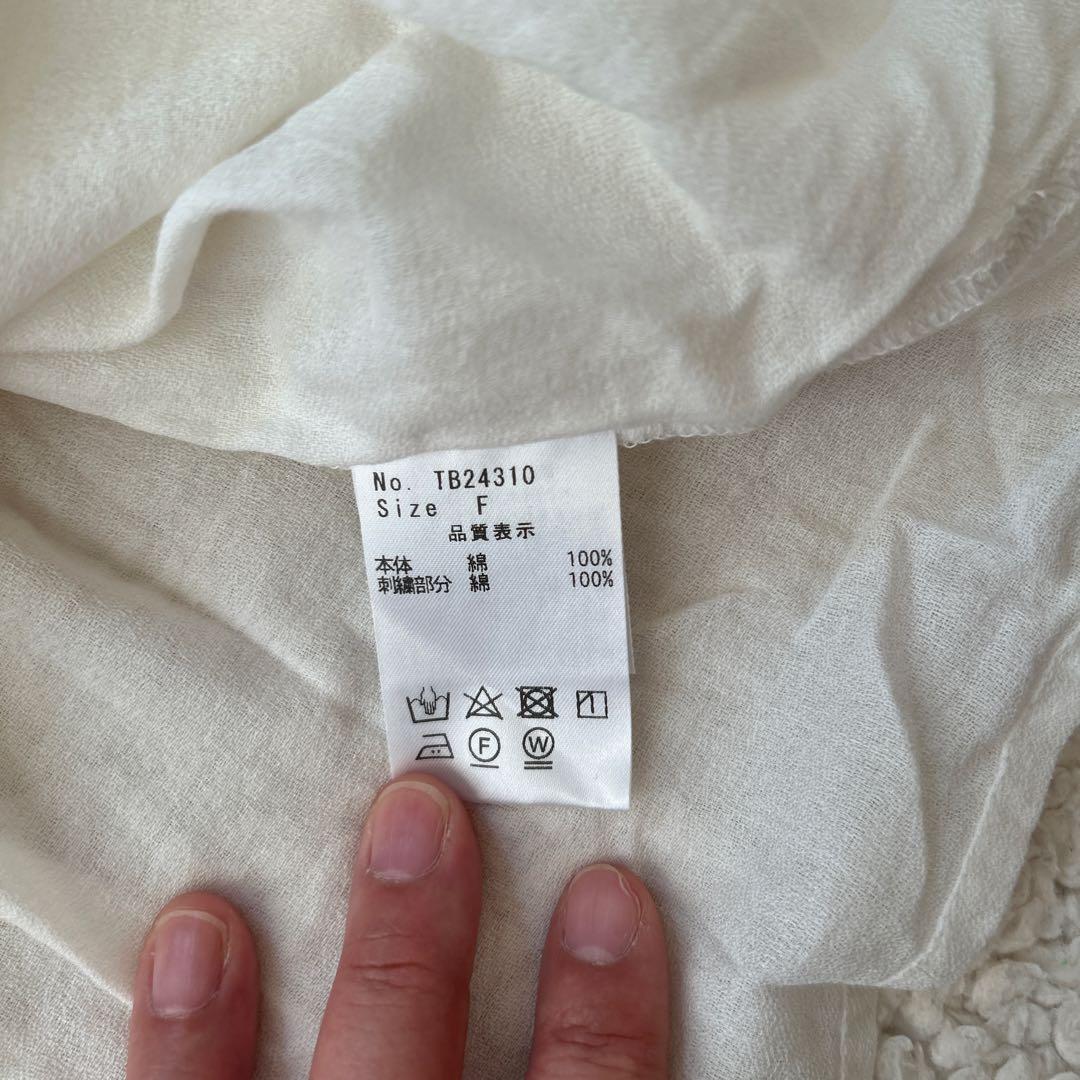 No. TB24310
Size F
品質表示
本体 綿 100%
刺繍部分 綿 100%
F W